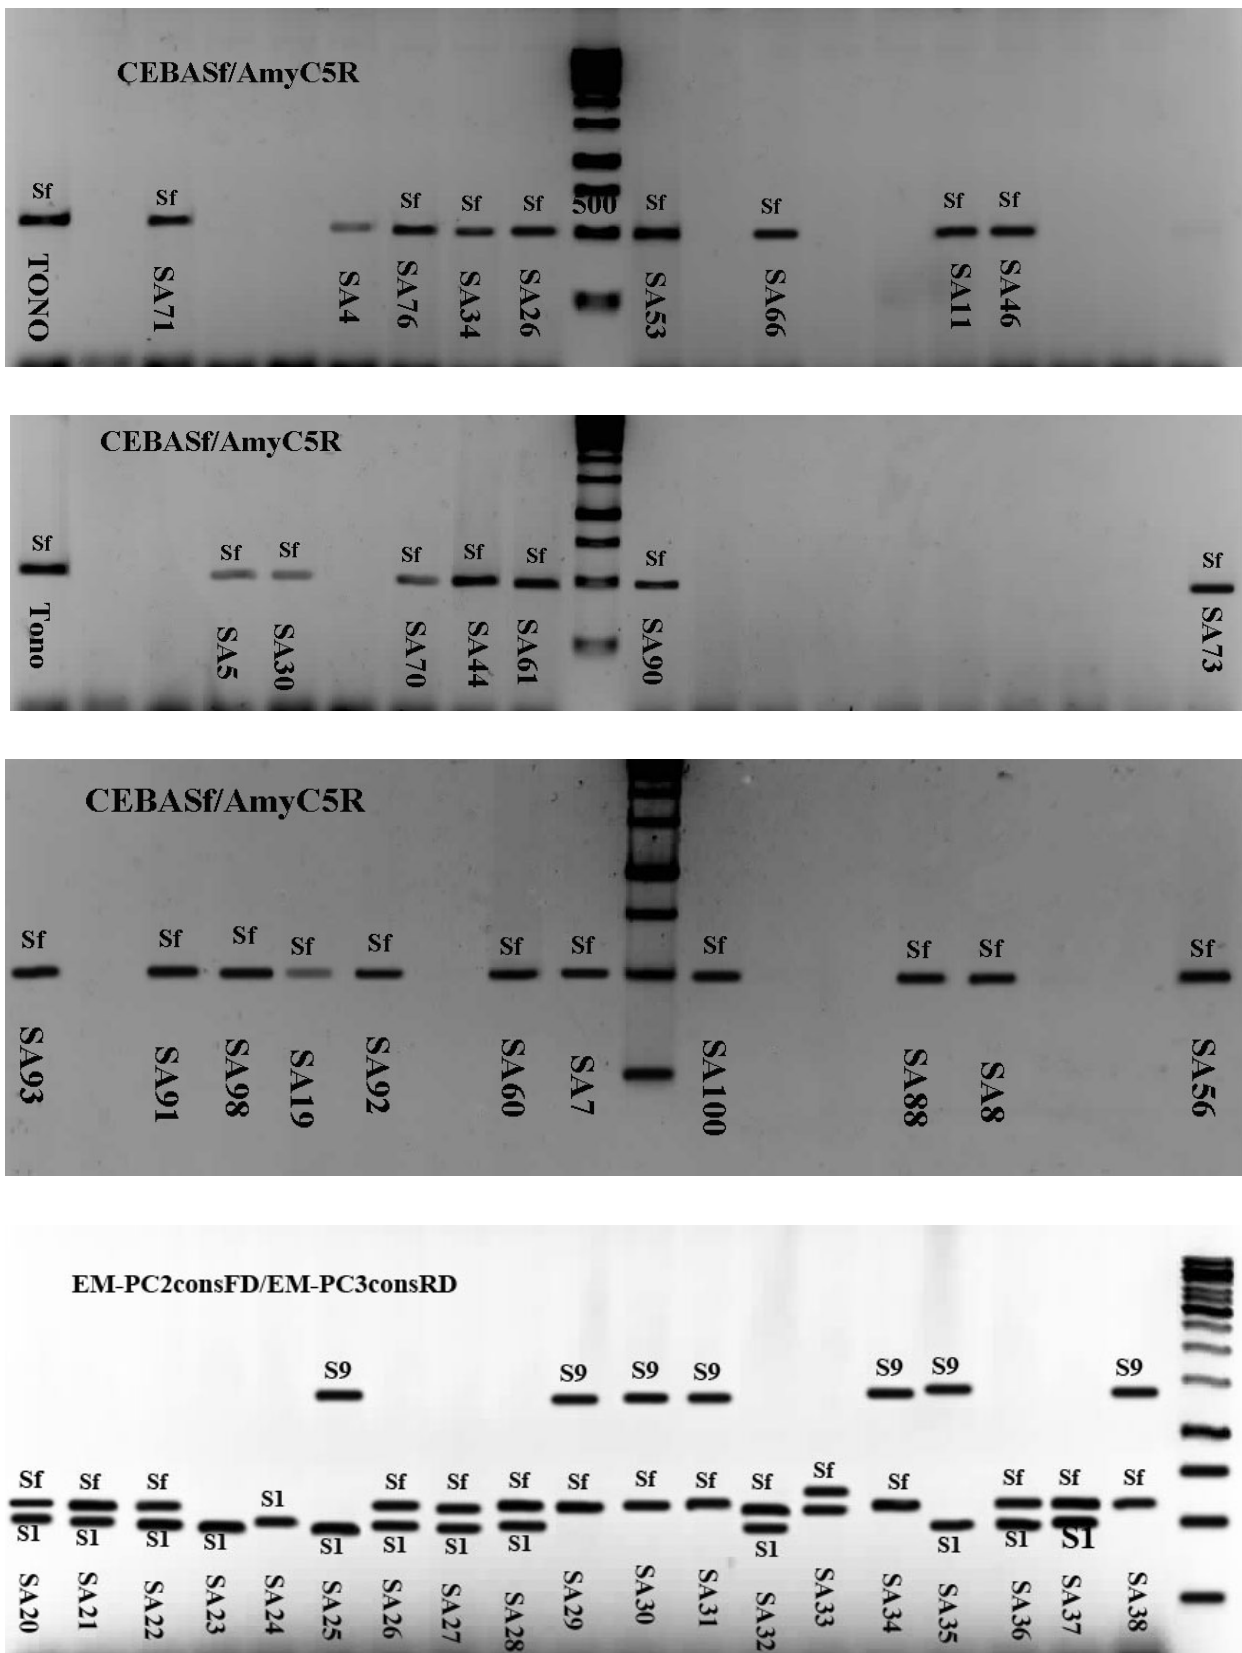 CEBASf/AmyC5R
Sf Sf Sf Sf Sf 500 Sf Sf Sf Sf
TONO SA71 SA4 SA76 SA34 SA26 SA53 SA66 SA11 SA46
CEBASf/AmyC5R
Sf Sf Sf Sf Sf Sf Sf Sf
Tono SA5 SA30 SA70 SA44 SA61 SA90 SA73
CEBASf/AmyC5R
Sf Sf Sf Sf Sf Sf Sf Sf Sf Sf Sf
SA93 SA91 SA98 SA19 SA92 SA60 SA7 SA100 SA88 SA8 SA56
EM-PC2consFD/EM-PC3consRD
S9 S9 S9 S9 S9 S9 S9
Sf Sf Sf S1 Sf Sf Sf Sf Sf Sf Sf Sf Sf Sf Sf
S1 S1 S1 S1 S1 S1 S1 S1 S1 S1 S1 S1
SA20 SA21 SA22 SA23 SA24 SA25 SA26 SA27 SA28 SA29 SA30 SA31 SA32 SA33 SA34 SA35 SA36 SA37 SA38